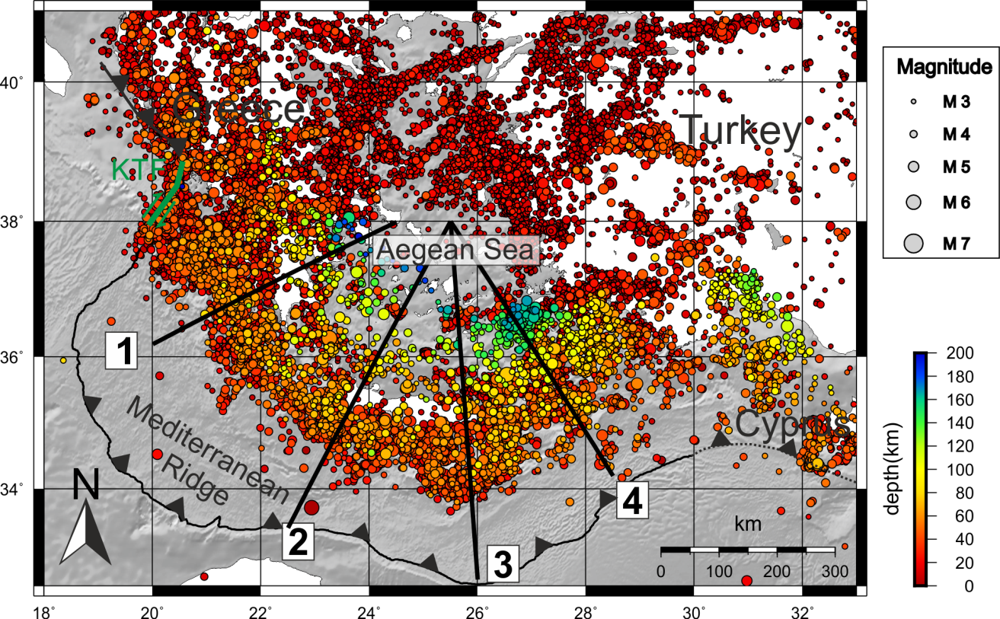 40°
38°
36°
34°
18°
20°
22°
24°
26°
28°
30°
32°
Greece
Turkey
KTF
Aegean Sea
1
Mediterranean
Ridge
Cyprus
N
2
3
4
km
0 100 200 300
Magnitude
M 3
M 4
M 5
M 6
M 7
depth(km)
200
180
160
140
120
100
80
60
40
20
0